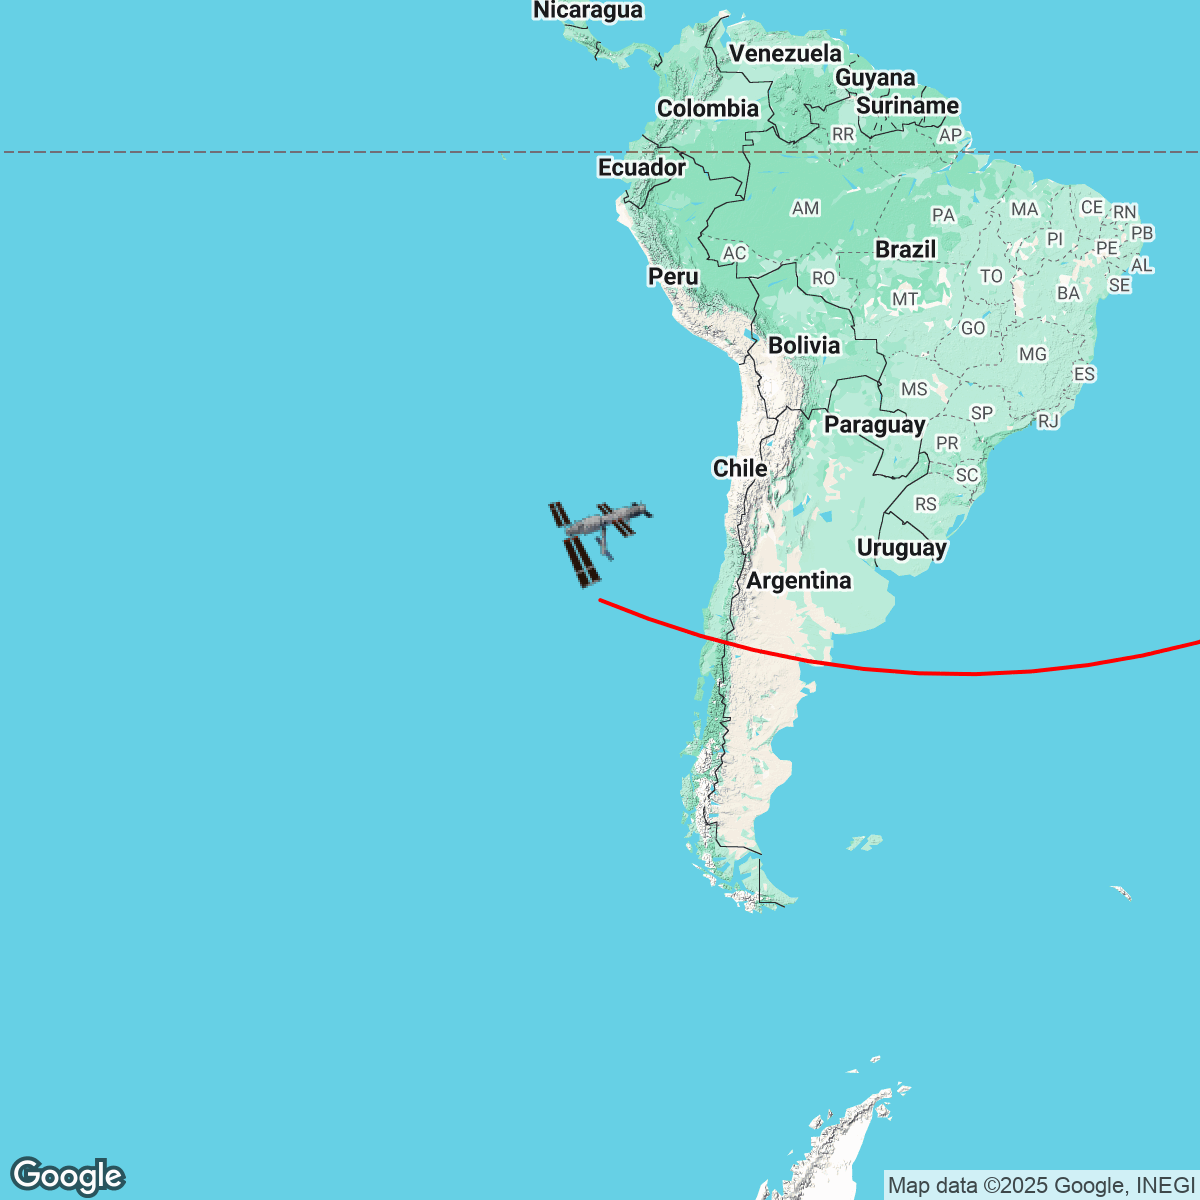 Nicaragua
Venezuela
Guyana
Colombia
Suriname
RR
AP
Ecuador
AM
PA
MA
CE
RN
PI
PB
PE
AC
Brazil
AL
Peru
RO
TO
SE
MT
BA
GO
Bolivia
MG
ES
MS
SP
RJ
Paraguay
PR
Chile
SC
RS
Uruguay
Argentina
Google
Map data ©2025 Google, INEGI